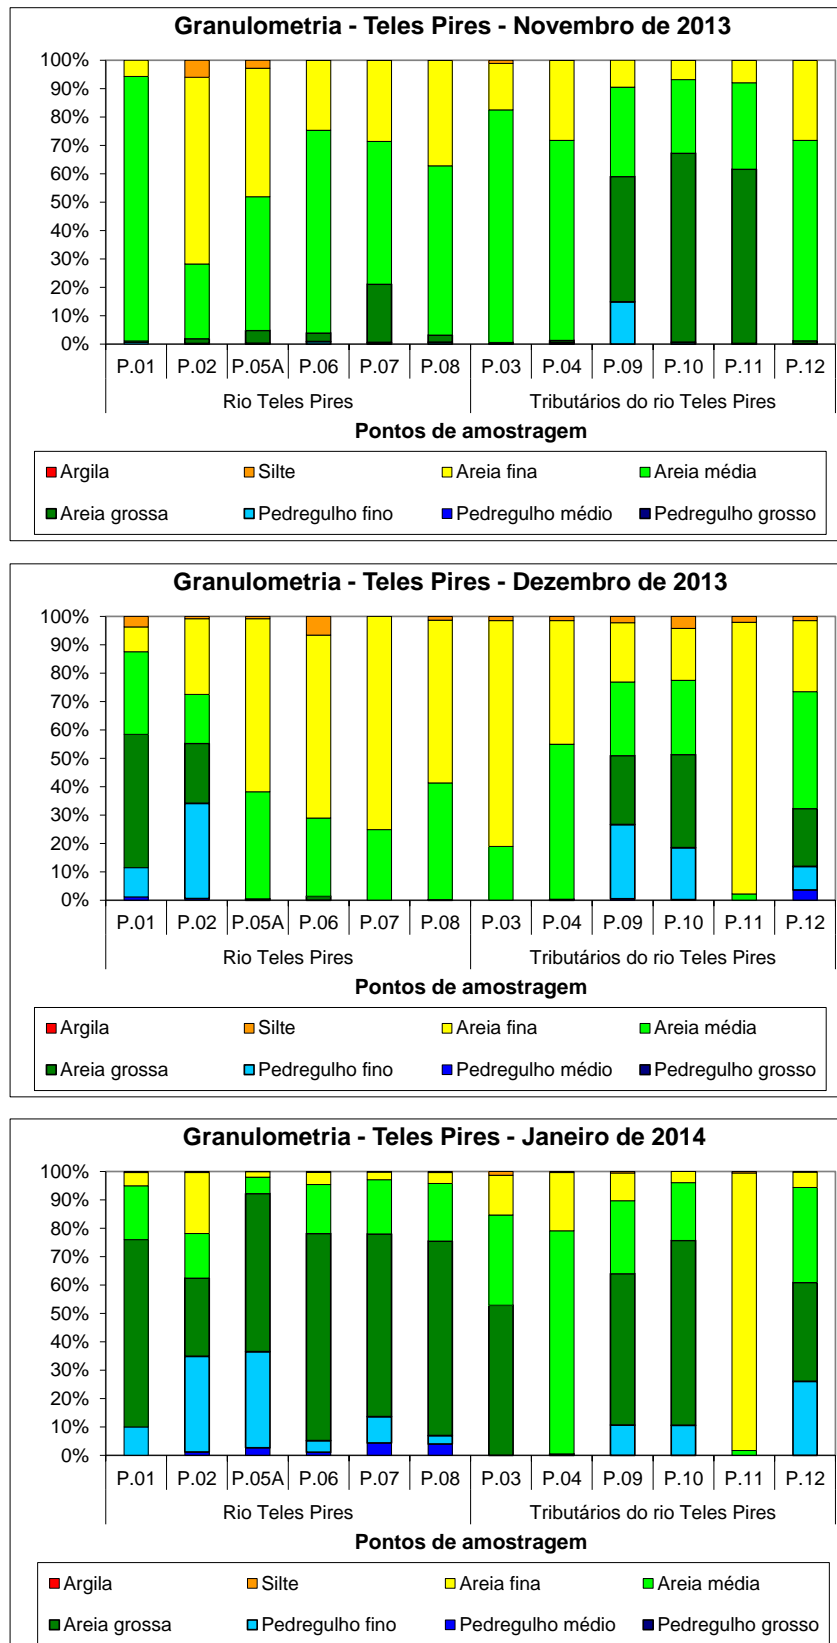 Granulometria - Teles Pires - Novembro de 2013
100%
90%
80%
70%
60%
50%
40%
30%
20%
10%
0%
P.01 P.02 P.05A P.06 P.07 P.08 P.03 P.04 P.09 P.10 P.11 P.12
Rio Teles Pires Tributários do rio Teles Pires
Pontos de amostragem
Argila Silte Areia fina Areia média
Areia grossa Pedregulho fino Pedregulho médio Pedregulho grosso
Granulometria - Teles Pires - Dezembro de 2013
100%
90%
80%
70%
60%
50%
40%
30%
20%
10%
0%
P.01 P.02 P.05A P.06 P.07 P.08 P.03 P.04 P.09 P.10 P.11 P.12
Rio Teles Pires Tributários do rio Teles Pires
Pontos de amostragem
Argila Silte Areia fina Areia média
Areia grossa Pedregulho fino Pedregulho médio Pedregulho grosso
Granulometria - Teles Pires - Janeiro de 2014
100%
90%
80%
70%
60%
50%
40%
30%
20%
10%
0%
P.01 P.02 P.05A P.06 P.07 P.08 P.03 P.04 P.09 P.10 P.11 P.12
Rio Teles Pires Tributários do rio Teles Pires
Pontos de amostragem
Argila Silte Areia fina Areia média
Areia grossa Pedregulho fino Pedregulho médio Pedregulho grosso